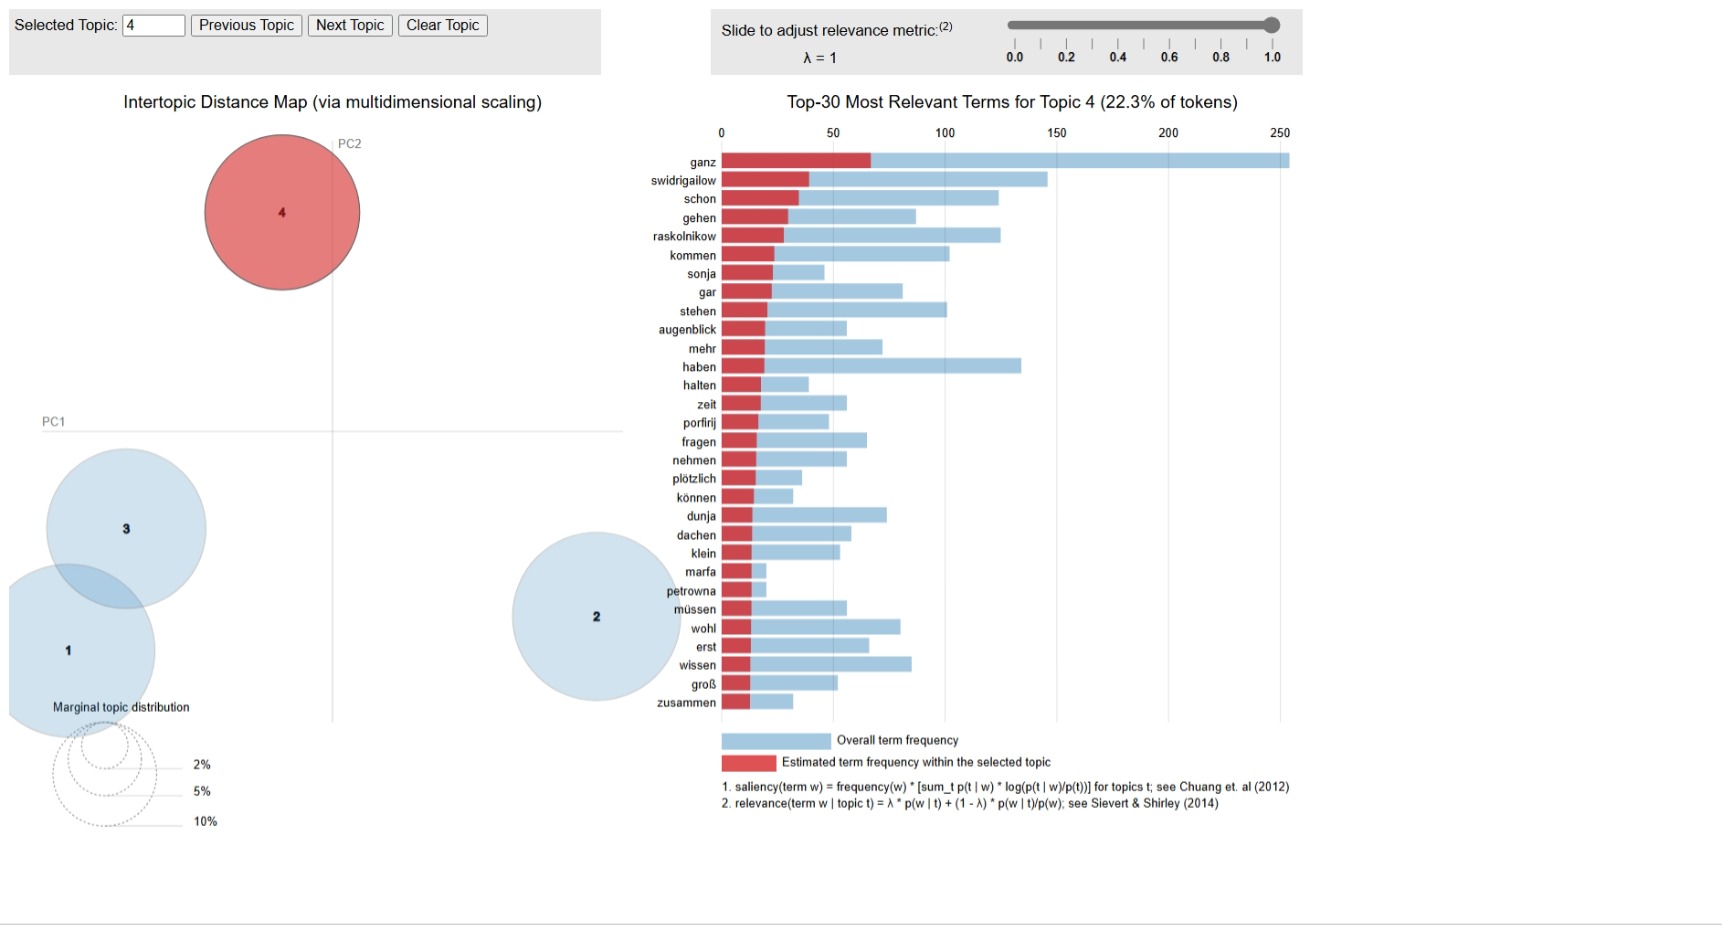 Selected Topic: 4 Previous Topic Next Topic Clear Topic
Slide to adjust relevance metric:(2)
λ = 1
0.0 0.2 0.4 0.6 0.8 1.0
Intertopic Distance Map (via multidimensional scaling)
PC2
PC1
4
3
1
2
Marginal topic distribution
2%
5%
10%
Top-30 Most Relevant Terms for Topic 4 (22.3% of tokens)
0 50 100 150 200 250
ganz
swidrigailow
schon
gehen
raskolnikow
kommen
sonja
gar
stehen
augenblick
mehr
haben
halten
zeit
porfirij
fragen
nehmen
plötzlich
können
dunja
dachen
klein
marfa
petrowna
müssen
wohl
erst
wissen
groß
zusammen
Overall term frequency
Estimated term frequency within the selected topic
1. saliency(term w) = frequency(w) * [sum_t p(t | w) * log(p(t | w)/p(t))] for topics t; see Chuang et. al (2012)
2. relevance(term w | topic t) = λ * p(w | t) + (1 - λ) * p(w | t)/p(w); see Sievert & Shirley (2014)